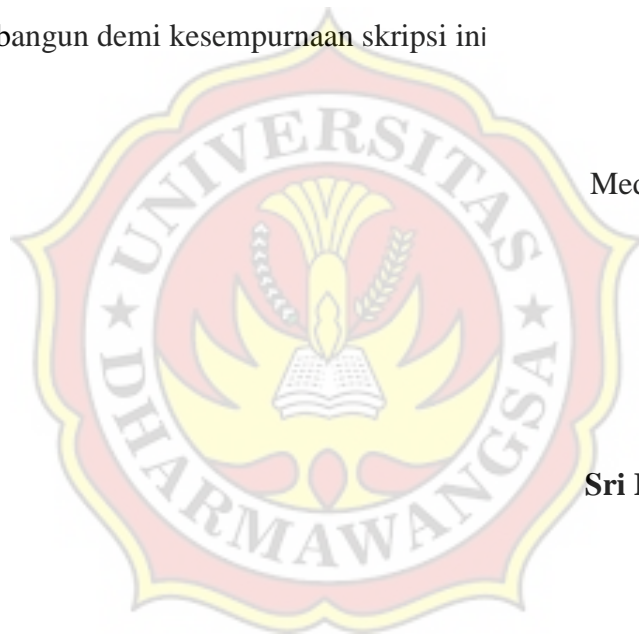 bangun demi kesempurnaan skripsi ini
UNIVERSITAS
Med
DHARMAWANGSA
Sri